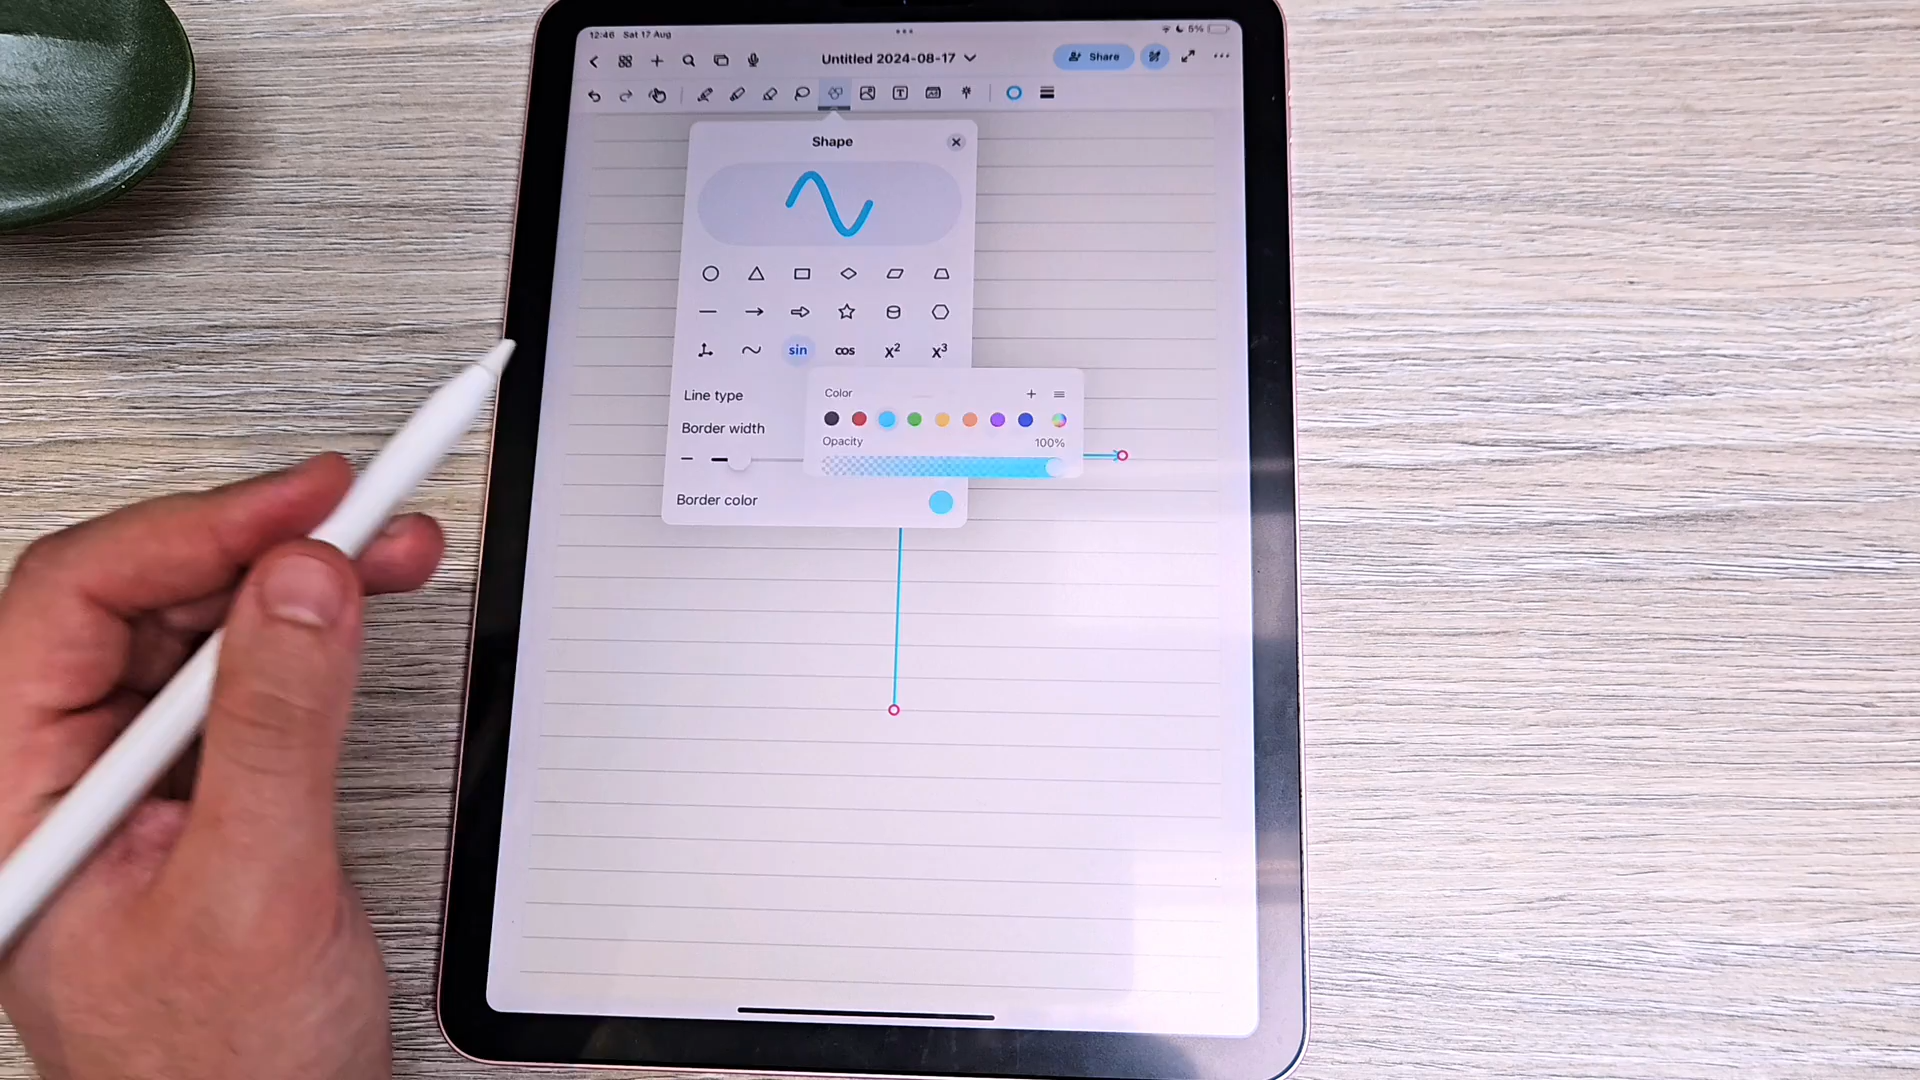 12:46 Sat 17 Aug
5%
Untitled 2024-08-17
Share
Shape
sin cos x² x³
Line type
Color
Border width
Opacity 100%
Border color